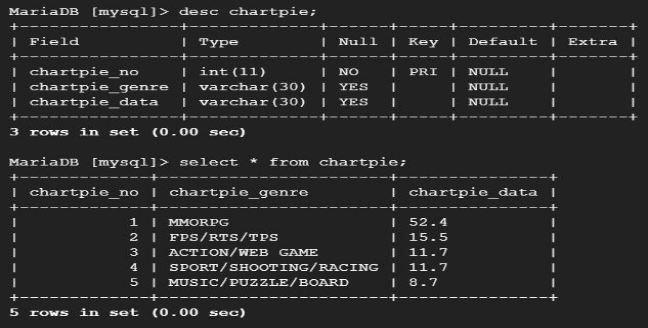 MariaDB [mysql]> desc chartpie;
+----------------+-------------+------+-----+---------+-------+
| Field          | Type        | Null | Key | Default | Extra |
+----------------+-------------+------+-----+---------+-------+
| chartpie_no    | int(11)     | NO   | PRI | NULL    |       |
| chartpie_genre | varchar(30) | YES  |     | NULL    |       |
| chartpie_data  | varchar(30) | YES  |     | NULL    |       |
+----------------+-------------+------+-----+---------+-------+
3 rows in set (0.00 sec)
MariaDB [mysql]> select * from chartpie;
+-------------+-----------------------+---------------+
| chartpie_no | chartpie_genre        | chartpie_data |
+-------------+-----------------------+---------------+
|           1 | MMORPG                | 52.4          |
|           2 | FPS/RTS/TPS           | 15.5          |
|           3 | ACTION/WEB GAME       | 11.7          |
|           4 | SPORT/SHOOTING/RACING | 11.7          |
|           5 | MUSIC/PUZZLE/BOARD    | 8.7           |
+-------------+-----------------------+---------------+
5 rows in set (0.00 sec)